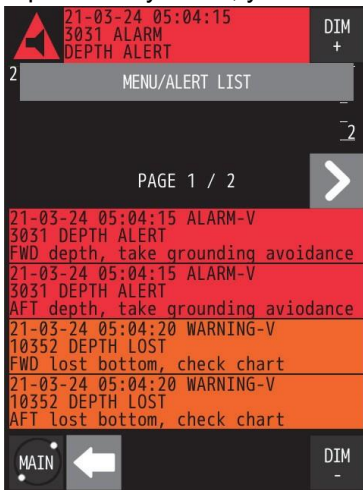 21-03-24 05:04:15
3031 ALARM
DEPTH ALERT
DIM
+
2
MENU/ALERT LIST
2
PAGE 1 / 2
21-03-24 05:04:15 ALARM-V
3031 DEPTH ALERT
FWD depth, take grounding avoidance
21-03-24 05:04:15 ALARM-V
3031 DEPTH ALERT
AFT depth, take grounding aviodance
21-03-24 05:04:20 WARNING-V
10352 DEPTH LOST
FWD lost bottom, check chart
21-03-24 05:04:20 WARNING-V
10352 DEPTH LOST
AFT lost bottom, check chart
MAIN
DIM
-